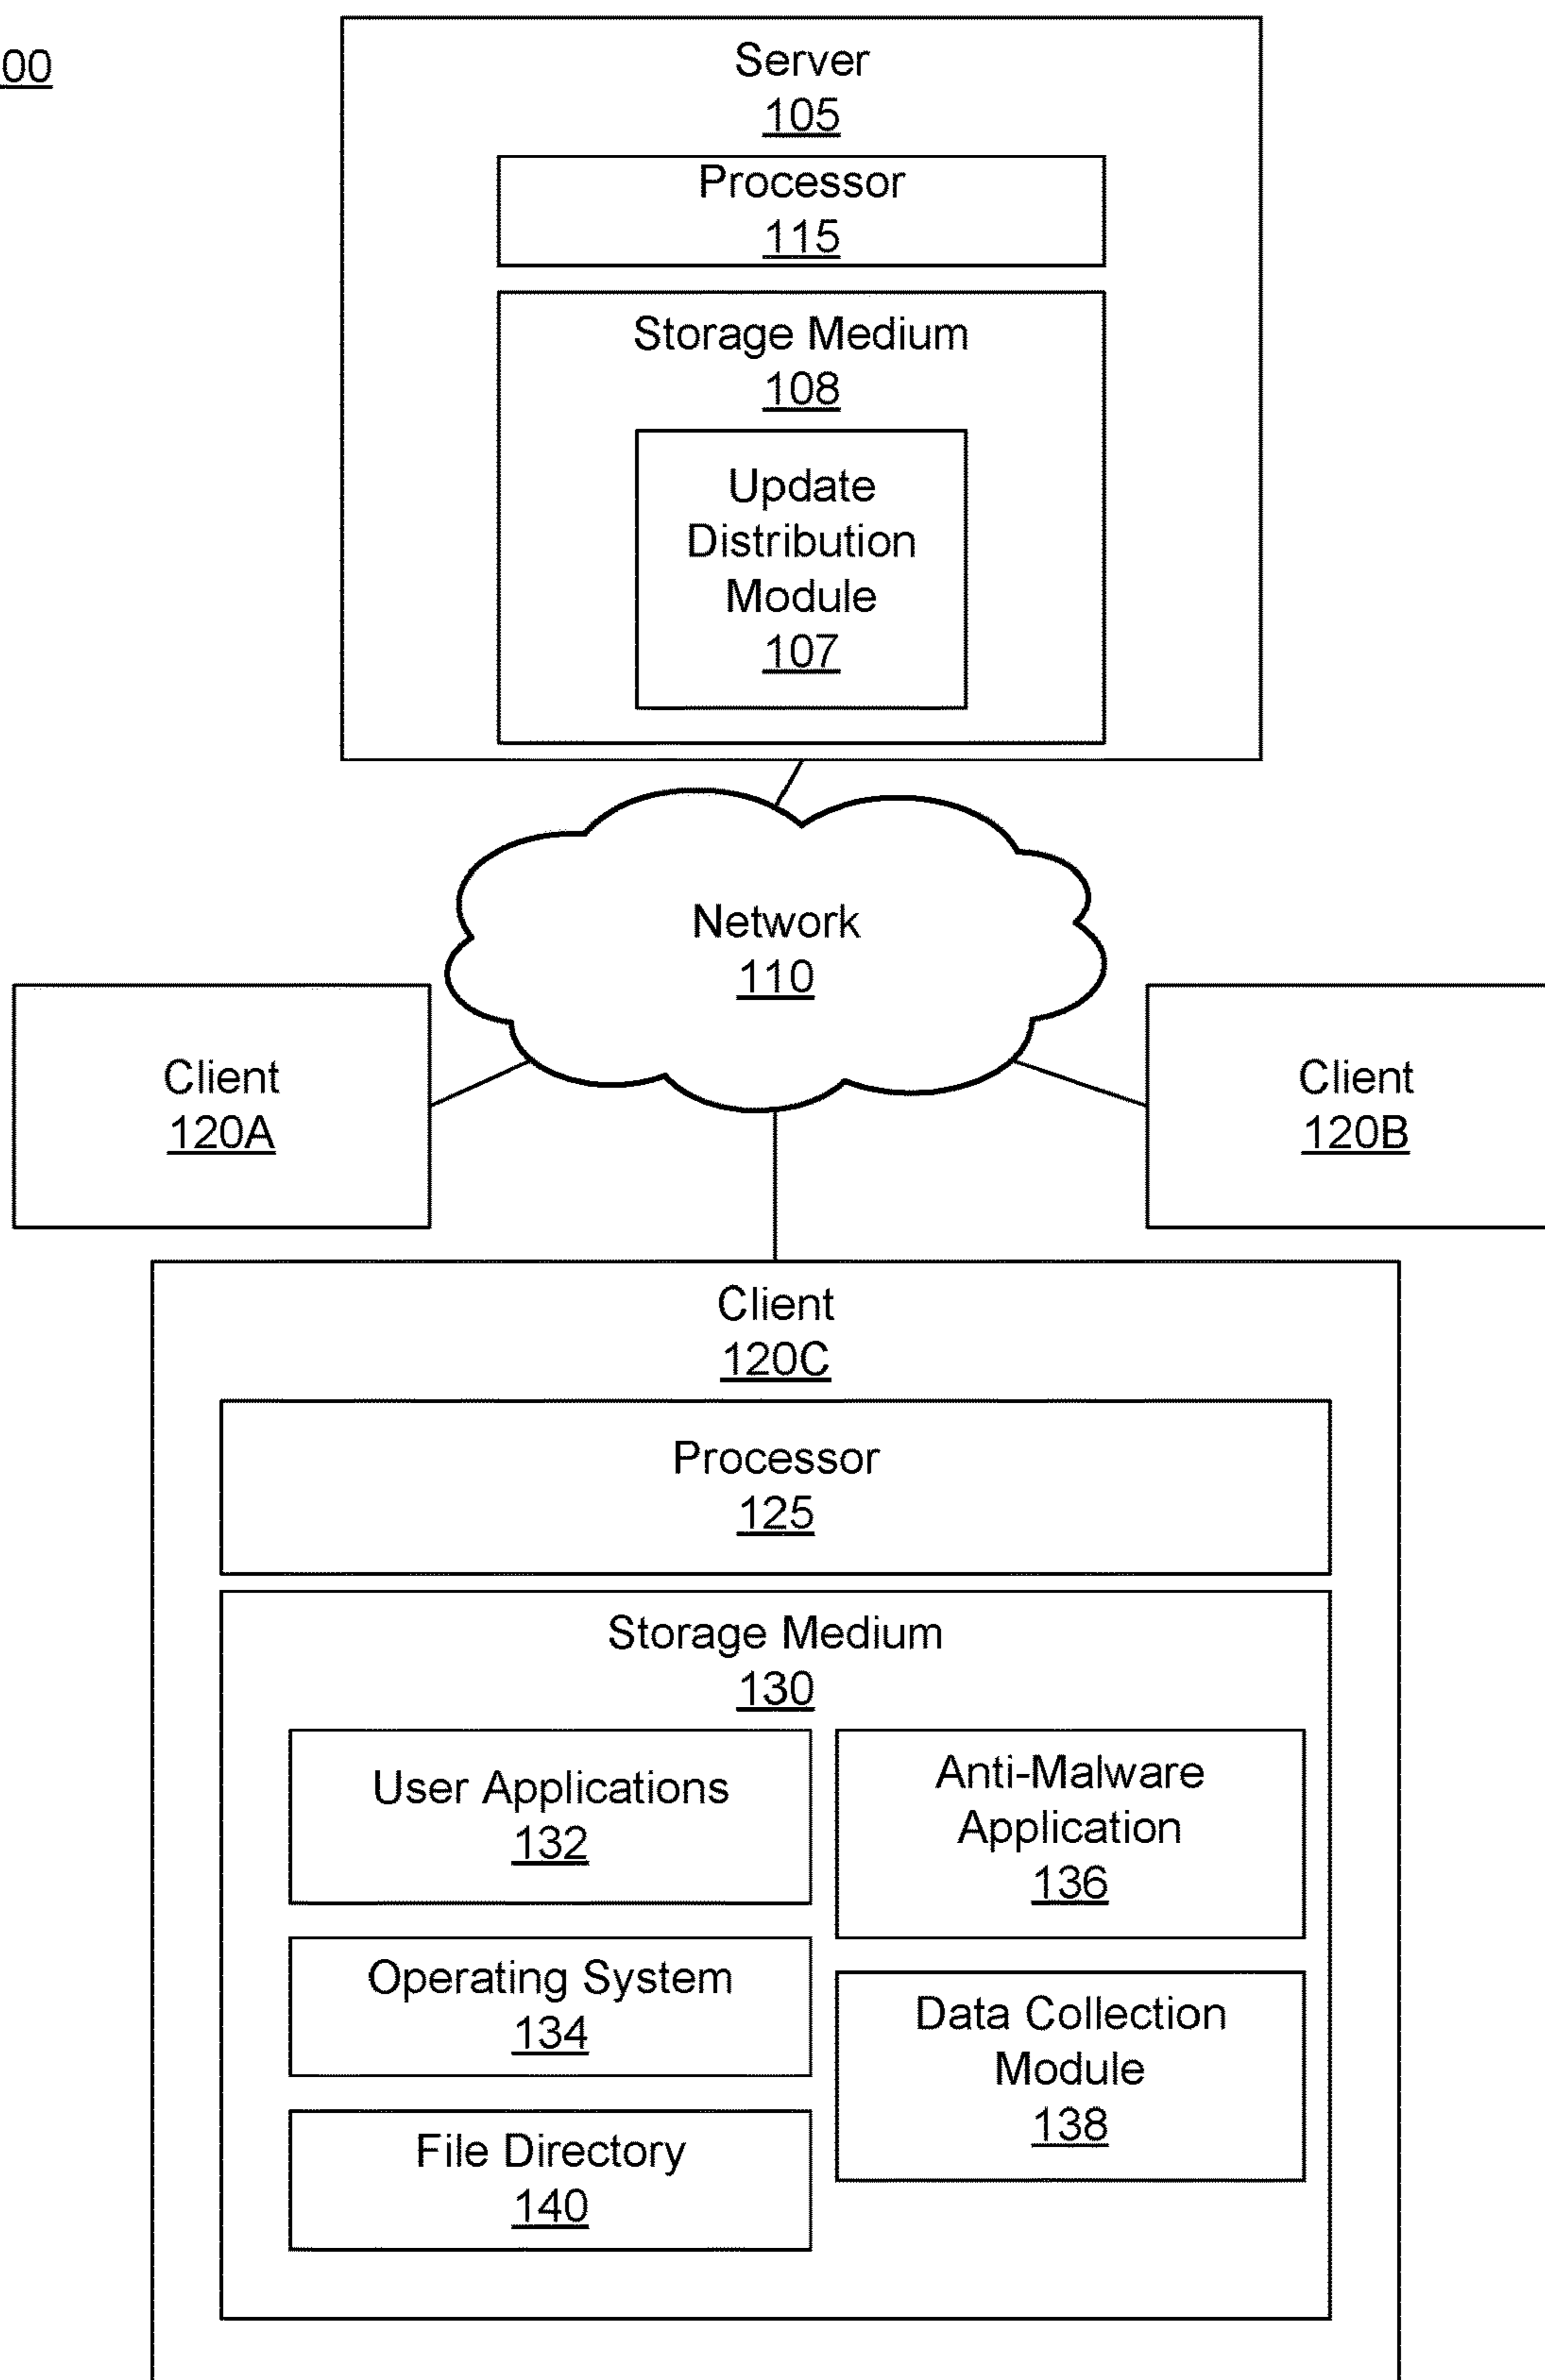 00
Server
105
Processor
115
Storage Medium
108
Update
Distribution
Module
107
Network
110
Client
120A
Client
120B
Client
120C
Processor
125
Storage Medium
130
User Applications
132
Anti-Malware
Application
136
Operating System
134
Data Collection
Module
138
File Directory
140